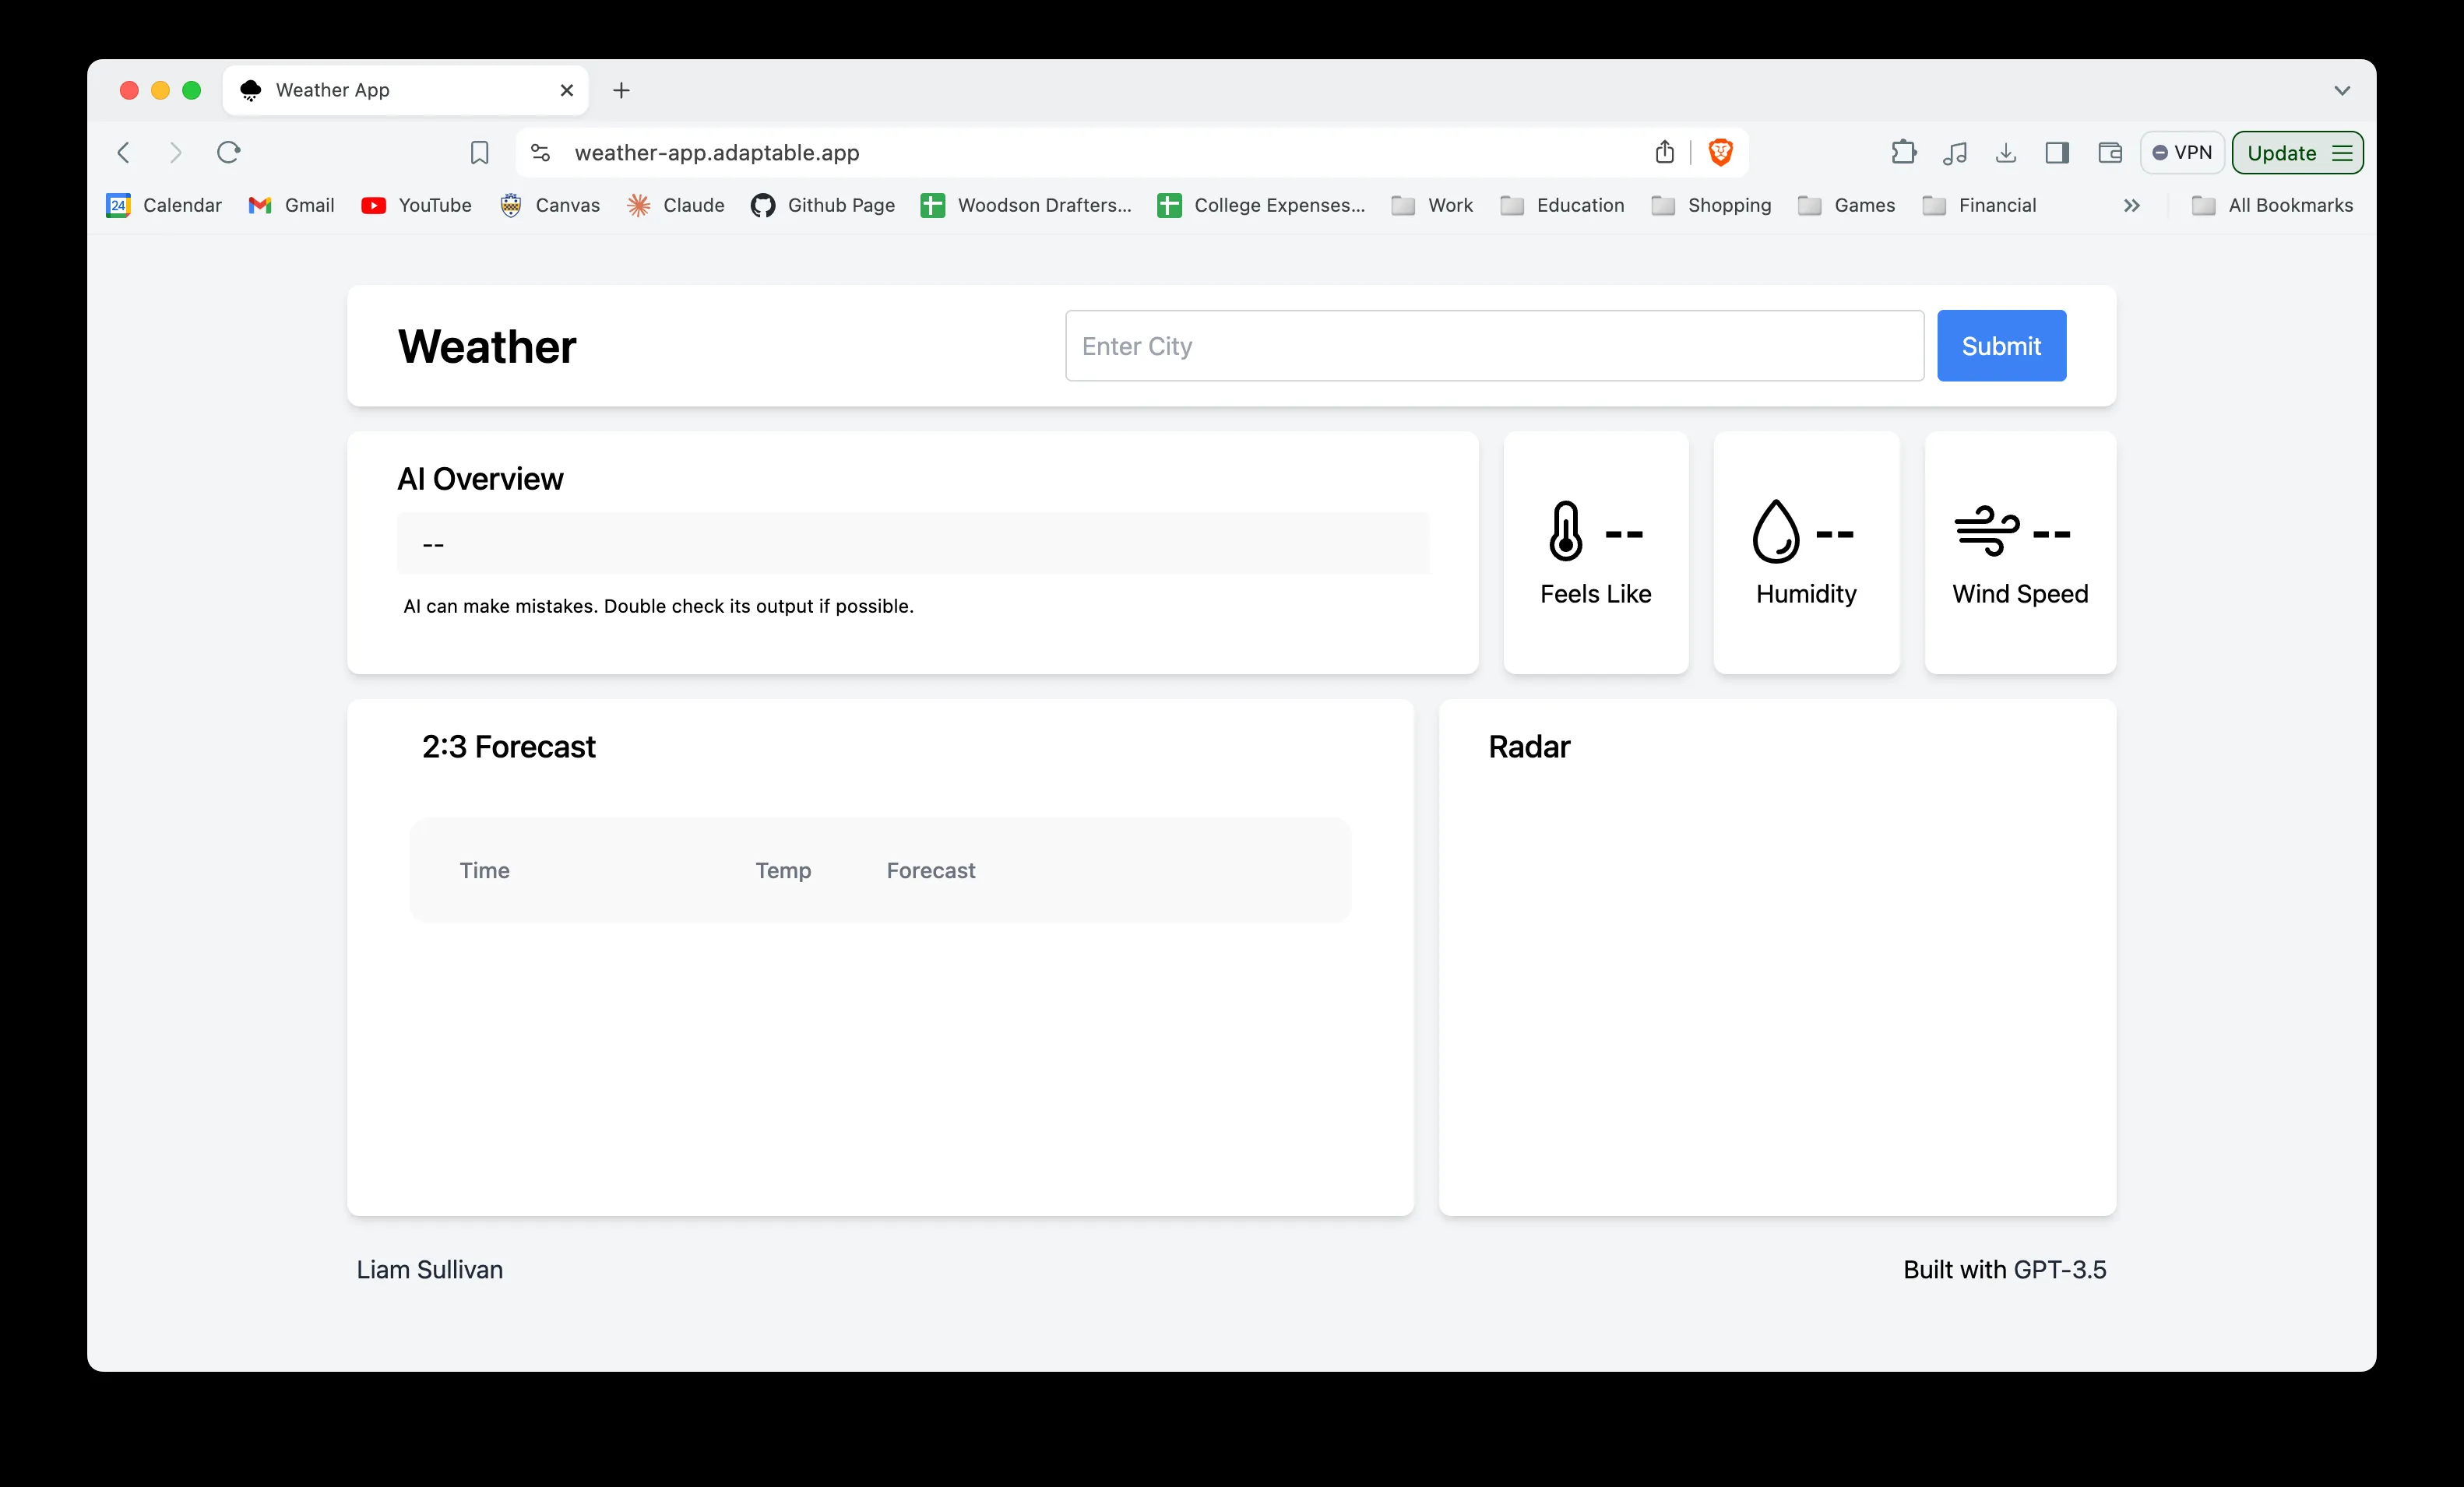 Weather App
weather-app.adaptable.app
VPN
Update
24 Calendar Gmail YouTube Canvas Claude Github Page Woodson Drafters... College Expenses... Work Education Shopping Games Financial All Bookmarks
Weather
Enter City
Submit
AI Overview
--
AI can make mistakes. Double check its output if possible.
--
Feels Like
--
Humidity
--
Wind Speed
2:3 Forecast
Time Temp Forecast
Radar
Liam Sullivan
Built with GPT-3.5